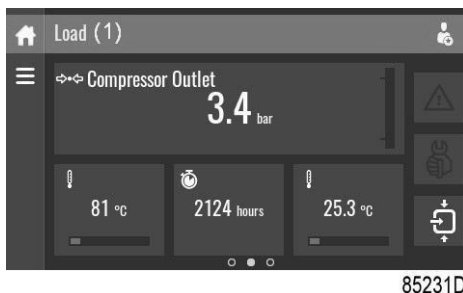 Load (1)
Compressor Outlet
3.4 bar
81 °C
2124 hours
25.3 °C
85231D